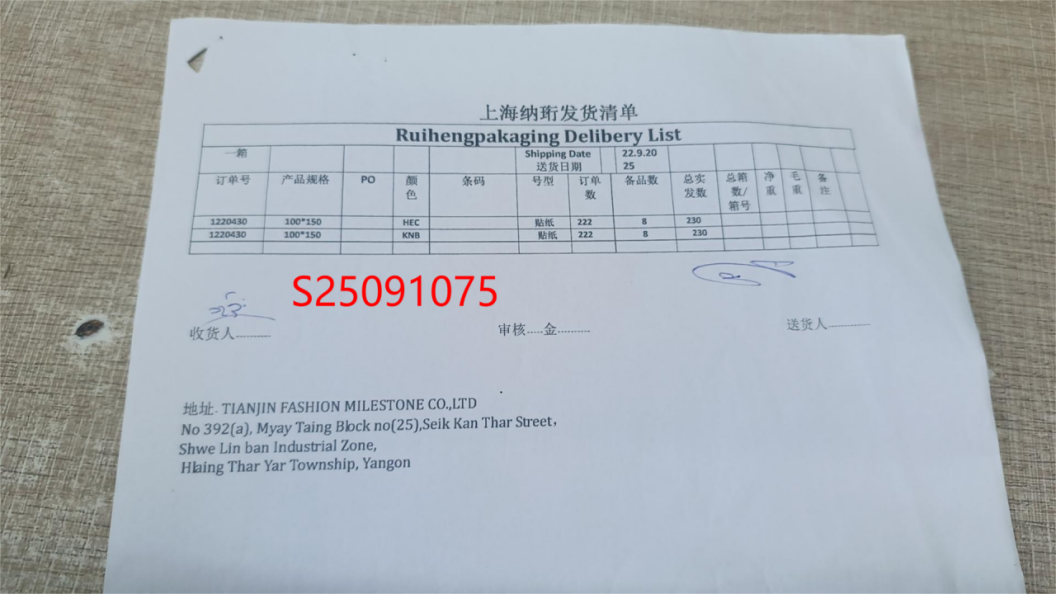 上海纳珩发货清单
Ruihengpakaging Delibery List
一箱 Shipping Date 送货日期 22.9.2025
订单号 产品规格 PO 颜色 条码 号型 订单数 备品数 总实发数 总箱数/箱号 净重 毛重 备注
1220430 100*150 HEC 贴纸 222 8 230
1220430 100*150 KNB 贴纸 222 8 230
S25091075
收货人............ 审核.....金.......... 送货人............
地址. TIANJIN FASHION MILESTONE CO.,LTD
No 392(a), Myay Taing Block no(25),Seik Kan Thar Street,
Shwe Lin ban Industrial Zone,
Hlaing Thar Yar Township, Yangon